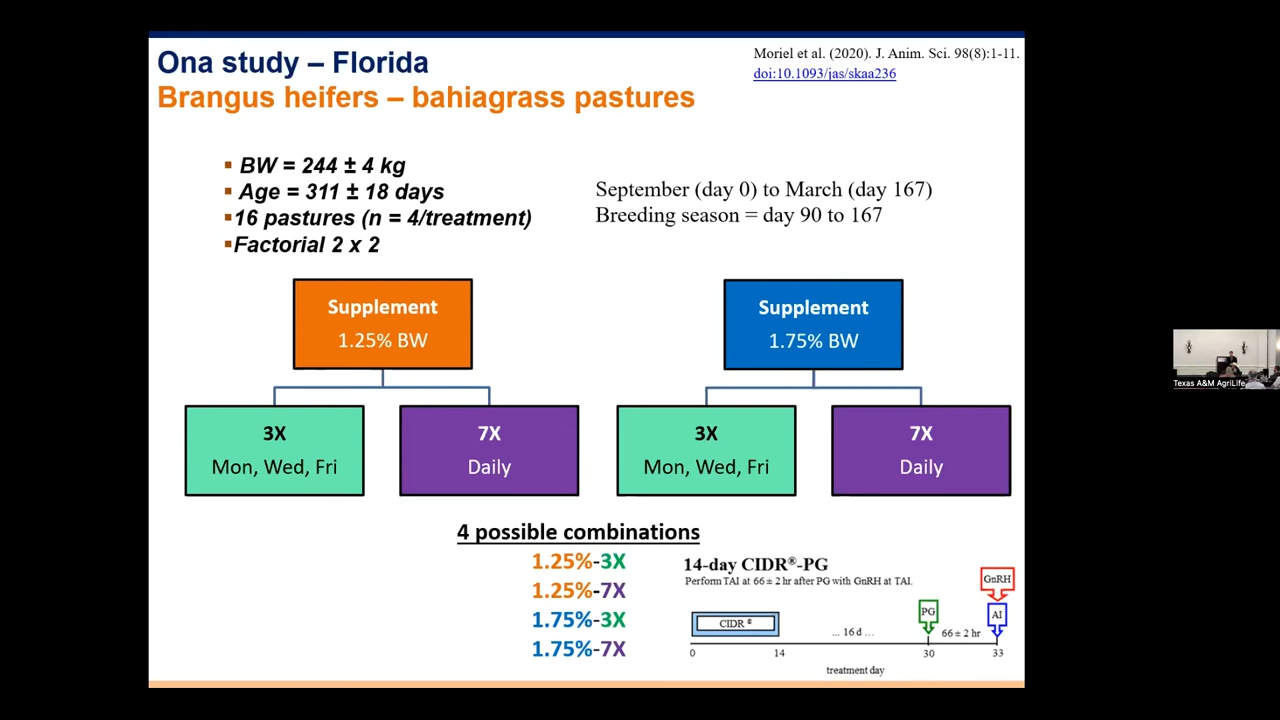 Ona study – Florida
Brangus heifers – bahiagrass pastures
Moriel et al. (2020). J. Anim. Sci. 98(8):1-11.
doi:10.1093/jas/skaa236
▪ BW = 244 ± 4 kg
▪ Age = 311 ± 18 days
▪16 pastures (n = 4/treatment)
▪Factorial 2 x 2
September (day 0) to March (day 167)
Breeding season = day 90 to 167
Supplement
1.25% BW
Supplement
1.75% BW
3X
Mon, Wed, Fri
7X
Daily
3X
Mon, Wed, Fri
7X
Daily
4 possible combinations
1.25%-3X
1.25%-7X
1.75%-3X
1.75%-7X
14-day CIDR®-PG
Perform TAI at 66 ± 2 hr after PG with GnRH at TAI.
GnRH
CIDR ®
PG
AI
... 16 d ...
66 ± 2 hr
0 14 30 33
treatment day
Texas A&M AgriLife